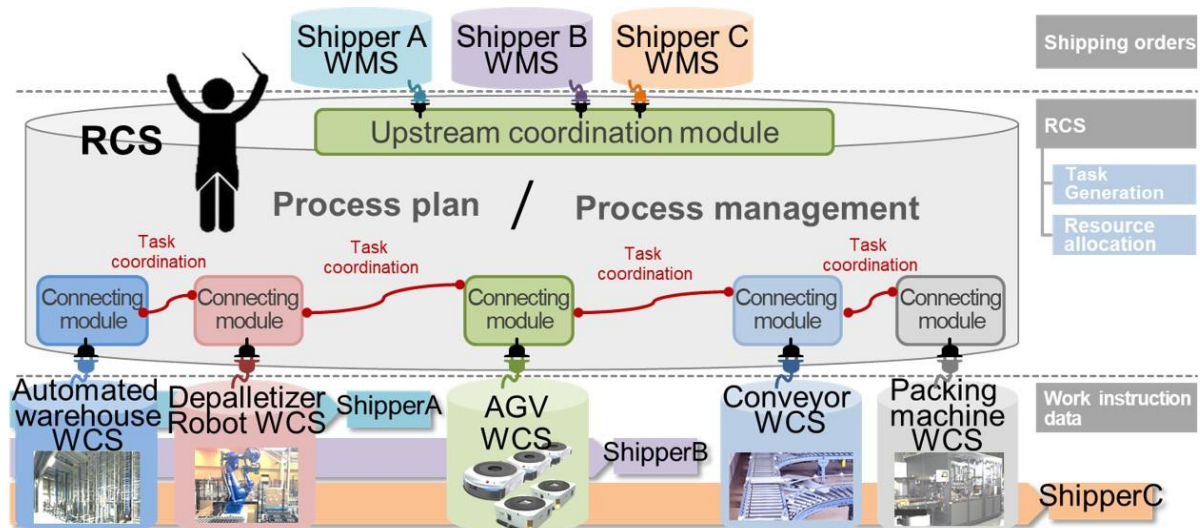 Shipper A
WMS
Shipper B
WMS
Shipper C
WMS
Shipping orders
RCS
Upstream coordination module
RCS
Task
Generation
Resource
allocation
Process plan / Process management
Task
coordination
Task
coordination
Task
coordination
Task
coordination
Connecting
module
Connecting
module
Connecting
module
Connecting
module
Connecting
module
Automated
warehouse
WCS
Depalletizer
Robot WCS
ShipperA
AGV
WCS
ShipperB
Conveyor
WCS
Packing
machine
WCS
Work instruction
data
ShipperC